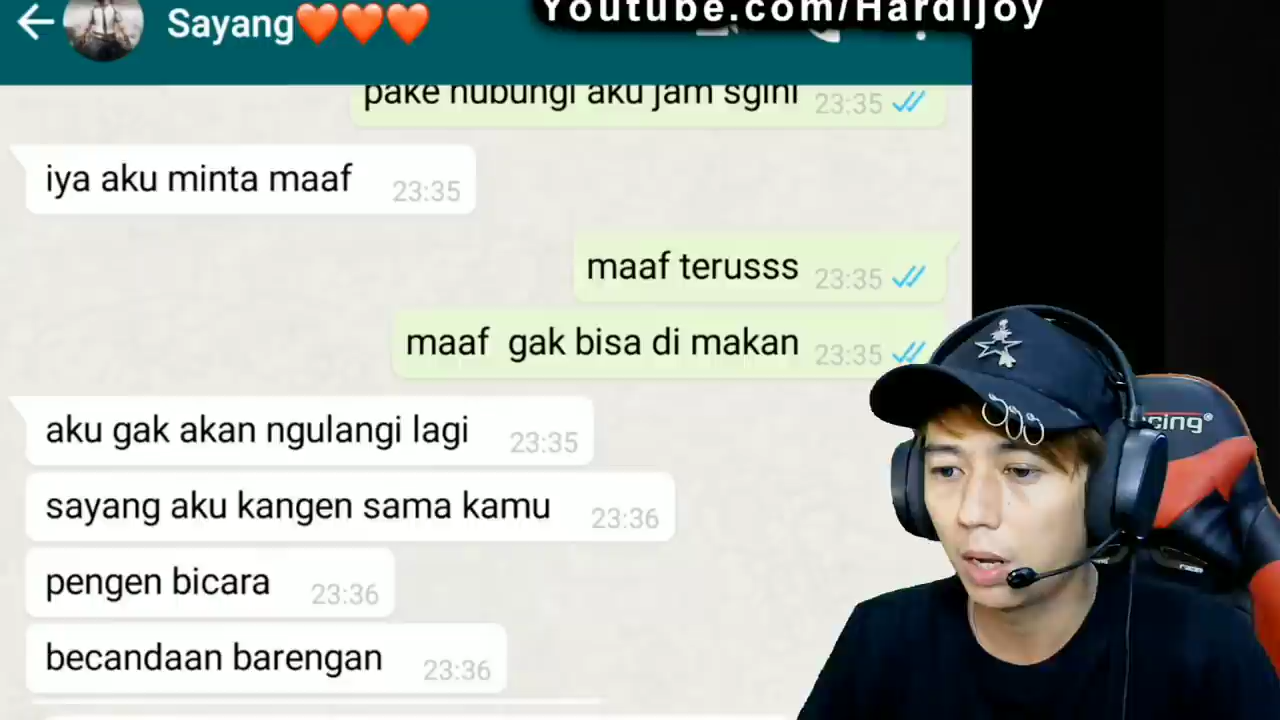 Youtube.com/Hardijoy
Sayang❤️❤️❤️
pake hubungi aku jam sgini 23:35
iya aku minta maaf 23:35
maaf terusss 23:35
maaf gak bisa di makan 23:35
aku gak akan ngulangi lagi 23:35
sayang aku kangen sama kamu 23:36
pengen bicara 23:36
becandaan barengan 23:36
cing